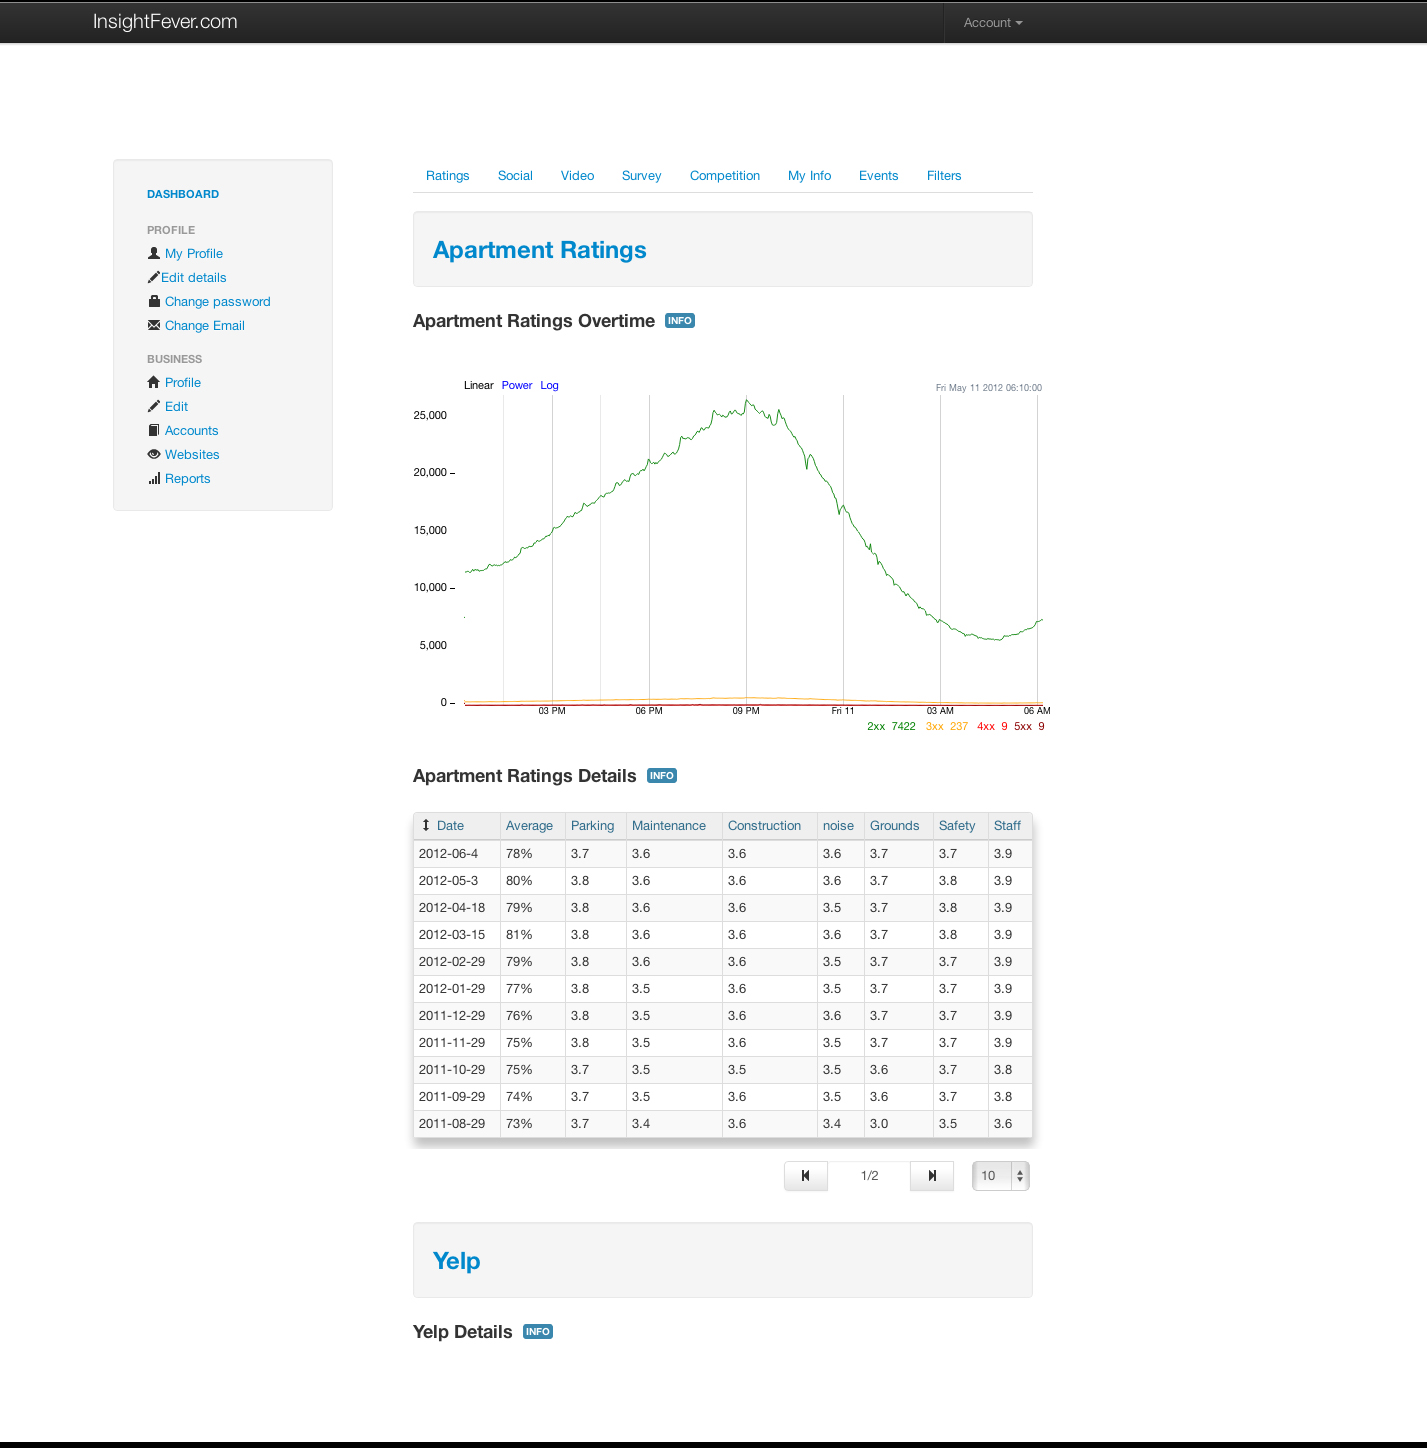 InsightFever.com
Account
DASHBOARD
PROFILE
My Profile
Edit details
Change password
Change Email
BUSINESS
Profile
Edit
Accounts
Websites
Reports
Ratings Social Video Survey Competition My Info Events Filters
Apartment Ratings
Apartment Ratings Overtime INFO
Linear Power Log Fri May 11 2012 06:10:00
25,000
20,000
15,000
10,000
5,000
0
03 PM 06 PM 09 PM Fri 11 03 AM 06 AM
2xx 7422 3xx 237 4xx 9 5xx 9
Apartment Ratings Details INFO
Date Average Parking Maintenance Construction noise Grounds Safety Staff
2012-06-4 78% 3.7 3.6 3.6 3.6 3.7 3.7 3.9
2012-05-3 80% 3.8 3.6 3.6 3.6 3.7 3.8 3.9
2012-04-18 79% 3.8 3.6 3.6 3.5 3.7 3.8 3.9
2012-03-15 81% 3.8 3.6 3.6 3.6 3.7 3.8 3.9
2012-02-29 79% 3.8 3.6 3.6 3.5 3.7 3.7 3.9
2012-01-29 77% 3.8 3.5 3.6 3.5 3.7 3.7 3.9
2011-12-29 76% 3.8 3.5 3.6 3.6 3.7 3.7 3.9
2011-11-29 75% 3.8 3.5 3.6 3.5 3.7 3.7 3.9
2011-10-29 75% 3.7 3.5 3.5 3.5 3.6 3.7 3.8
2011-09-29 74% 3.7 3.5 3.6 3.5 3.6 3.7 3.8
2011-08-29 73% 3.7 3.4 3.6 3.4 3.0 3.5 3.6
1/2 10
Yelp
Yelp Details INFO